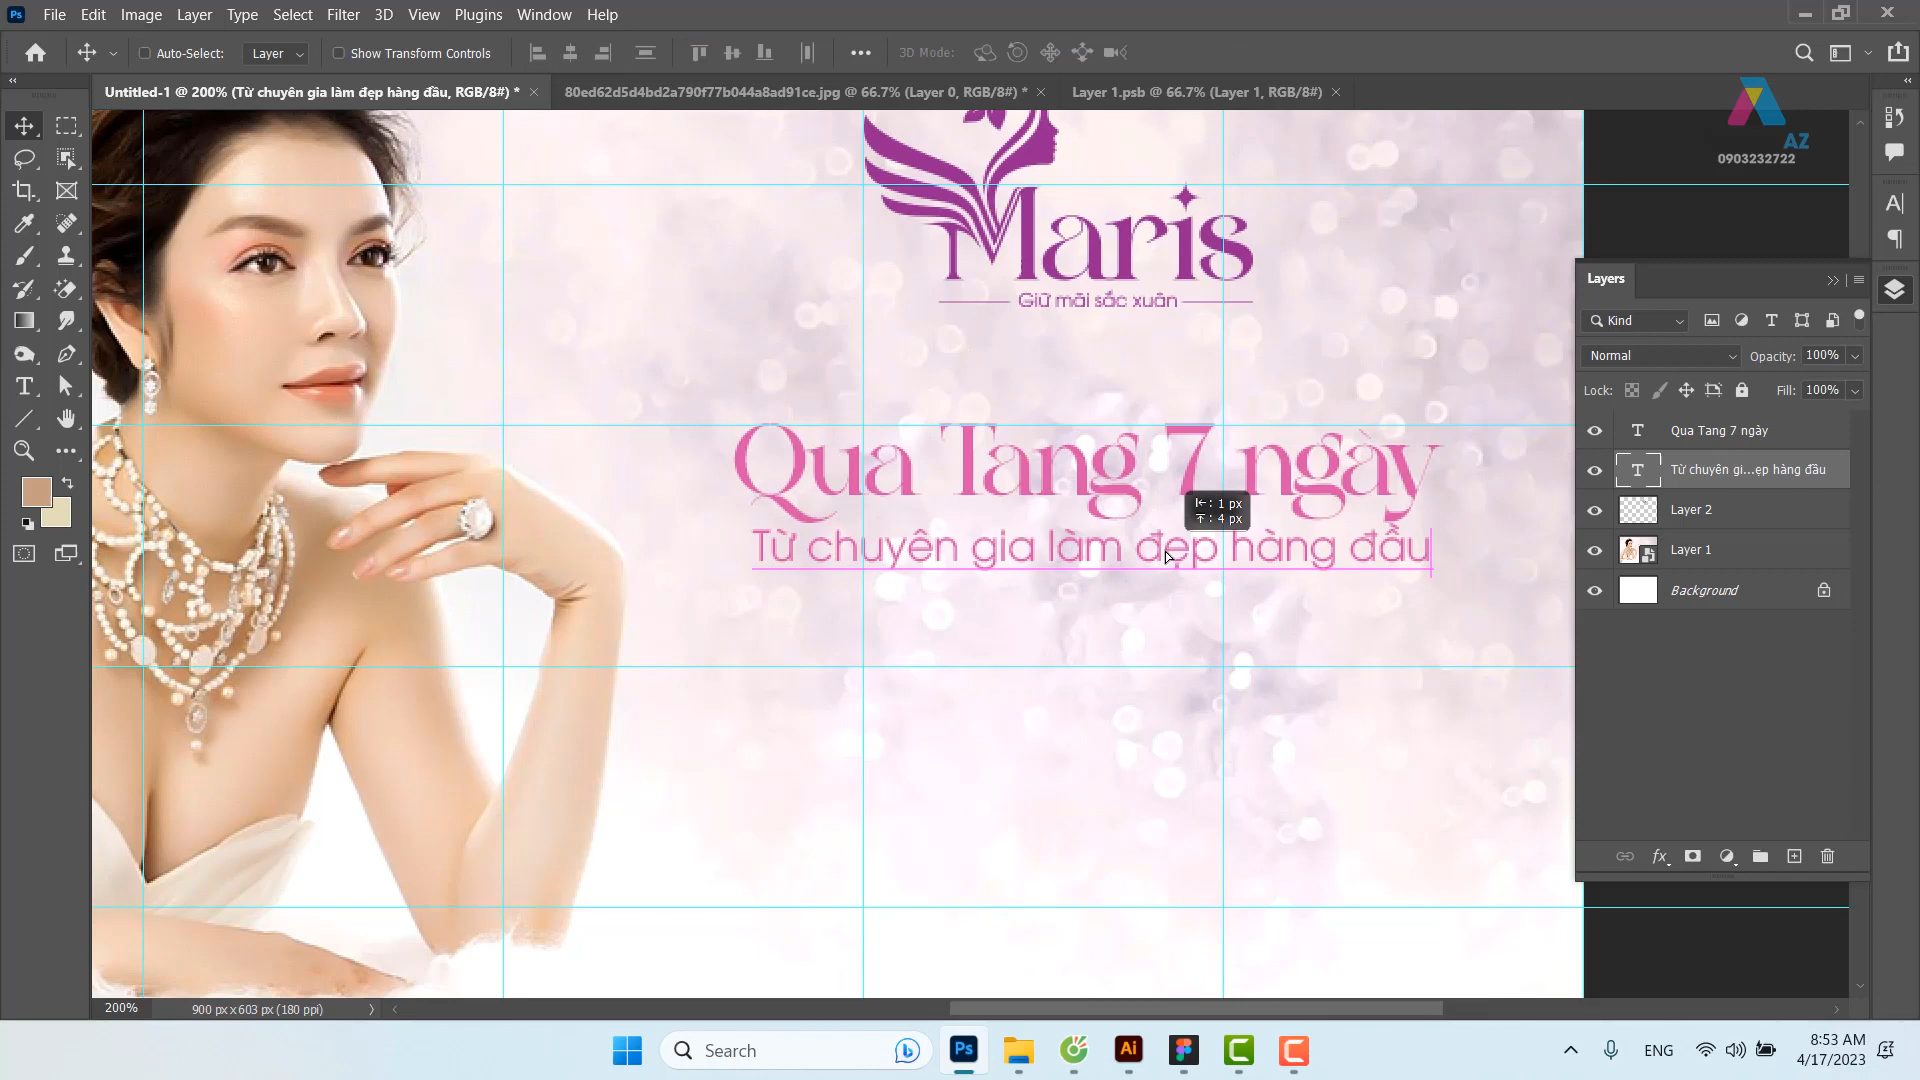 Ps File Edit Image Layer Type Select Filter 3D View Plugins Window Help
Auto-Select: Layer Show Transform Controls 3D Mode:
Untitled-1 @ 200% (Từ chuyên gia làm đẹp hàng đầu, RGB/8#) * 80ed62d5d4bd2a790f77b044a8ad91ce.jpg @ 66.7% (Layer 0, RGB/8#) * Layer 1.psb @ 66.7% (Layer 1, RGB/8#)
AZ
0903232722
Maris
Giữ mãi sắc xuân
Qua Tang 7 ngày
: 1 px
: 4 px
Từ chuyên gia làm đẹp hàng đầu
Layers
Kind
Normal Opacity: 100%
Lock: Fill: 100%
Qua Tang 7 ngày
Từ chuyên gi...ẹp hàng đầu
Layer 2
Layer 1
Background
fx
200% 900 px x 603 px (180 ppi)
Search
Ps
Ai
ENG
8:53 AM
4/17/2023